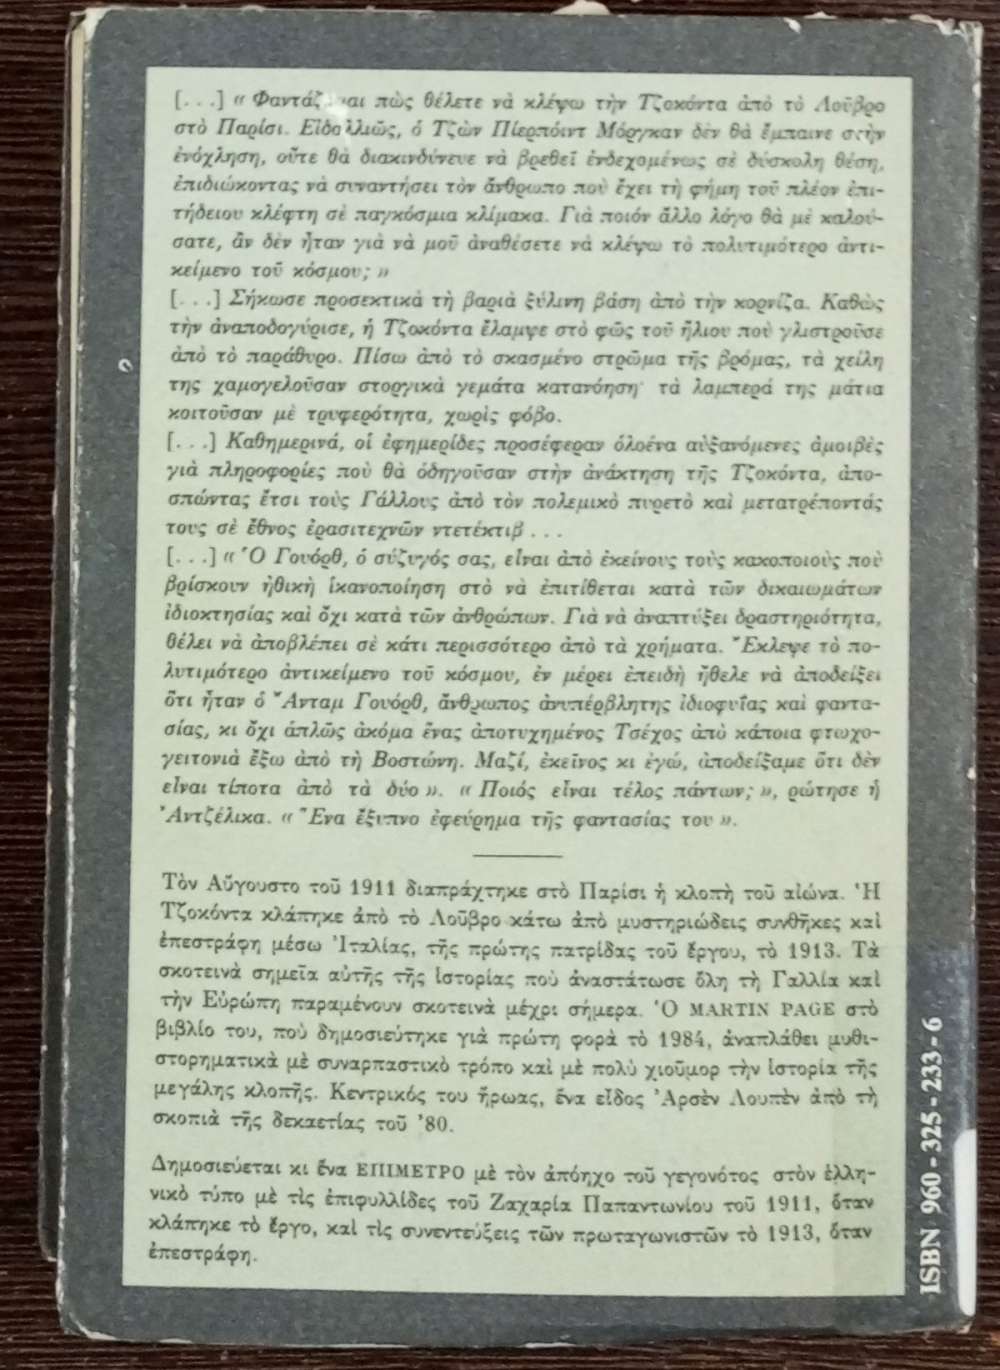 [...] « Φαντάζομαι πὼς θέλετε νὰ κλέψω τὴν Τζοκόντα ἀπὸ τὸ Λοῦβρο
στὸ Παρίσι. Εἰδαλλιῶς, ὁ Τζὼν Πίερπόιντ Μόργκαν δὲν θὰ ἔμπαινε στὴν
ἐνόχληση, οὔτε θὰ διακινδύνευε νὰ βρεθεῖ ἐνδεχομένως σὲ δύσκολη θέση,
ἐπιδιώκοντας νὰ συναντήσει τὸν ἄνθρωπο ποὺ ἔχει τὴ φήμη τοῦ πλέον ἐπι-
τήδειου κλέφτη σὲ παγκόσμια κλίμακα. Γιὰ ποιόν ἄλλο λόγο θὰ μὲ καλού-
σατε, ἂν δὲν ἦταν γιὰ νὰ μοῦ ἀναθέσετε νὰ κλέψω τὸ πολυτιμότερο ἀντι-
κείμενο τοῦ κόσμου; »
[...] Σήκωσε προσεκτικὰ τὴ βαριὰ ξύλινη βάση ἀπὸ τὴν κορνίζα. Καθὼς
τὴν ἀναποδογύρισε, ἡ Τζοκόντα ἔλαμψε στὸ φῶς τοῦ ἥλιου ποὺ γλιστροῦσε
ἀπὸ τὸ παράθυρο. Πίσω ἀπὸ τὸ σκασμένο στρῶμα τῆς βρόμας, τὰ χείλη
της χαμογελοῦσαν στοργικὰ γεμάτα κατανόηση· τὰ λαμπερά της μάτια
κοιτοῦσαν μὲ τρυφερότητα, χωρὶς φόβο.
[...] Καθημερινά, οἱ ἐφημερίδες προσέφεραν ὁλοένα αὐξανόμενες ἀμοιβὲς
γιὰ πληροφορίες ποὺ θὰ ὁδηγοῦσαν στὴν ἀνάκτηση τῆς Τζοκόντα, ἀπο-
σπώντας ἔτσι τοὺς Γάλλους ἀπὸ τὸν πολεμικὸ πυρετὸ καὶ μετατρέποντάς
τους σὲ ἔθνος ἐρασιτεχνῶν ντετέκτιβ ...
[...] « Ὁ Γουόρθ, ὁ σύζυγός σας, εἶναι ἀπὸ ἐκείνους τοὺς κακοποιοὺς ποὺ
βρίσκουν ἠθικὴ ἱκανοποίηση στὸ νὰ ἐπιτίθεται κατὰ τῶν δικαιωμάτων
ἰδιοκτησίας καὶ ὄχι κατὰ τῶν ἀνθρώπων. Γιὰ νὰ ἀναπτύξει δραστηριότητα,
θέλει νὰ ἀποβλέπει σὲ κάτι περισσότερο ἀπὸ τὰ χρήματα. Ἔκλεψε τὸ πο-
λυτιμότερο ἀντικείμενο τοῦ κόσμου, ἐν μέρει ἐπειδὴ ἤθελε νὰ ἀποδείξει
ὅτι ἦταν ὁ Ἄνταμ Γουόρθ, ἄνθρωπος ἀνυπέρβλητης ἰδιοφυΐας καὶ φαντα-
σίας, κι ὄχι ἁπλῶς ἀκόμα ἕνας ἀποτυχημένος Τσέχος ἀπὸ κάποια φτωχο-
γειτονιὰ ἔξω ἀπὸ τὴ Βοστώνη. Μαζί, ἐκεῖνος κι ἐγώ, ἀποδείξαμε ὅτι δὲν
εἶναι τίποτα ἀπὸ τὰ δύο ». « Ποιός εἶναι τέλος πάντων; », ρώτησε ἡ
Ἀντζέλικα. « Ἕνα ἔξυπνο ἐφεύρημα τῆς φαντασίας του ».
Τὸν Αὔγουστο τοῦ 1911 διαπράχτηκε στὸ Παρίσι ἡ κλοπὴ τοῦ αἰώνα. Ἡ
Τζοκόντα κλάπηκε ἀπὸ τὸ Λοῦβρο κάτω ἀπὸ μυστηριώδεις συνθῆκες καὶ
ἐπεστράφη μέσω Ἰταλίας, τῆς πρώτης πατρίδας τοῦ ἔργου, τὸ 1913. Τὰ
σκοτεινὰ σημεῖα αὐτῆς τῆς ἱστορίας ποὺ ἀναστάτωσε ὅλη τὴ Γαλλία καὶ
τὴν Εὐρώπη παραμένουν σκοτεινὰ μέχρι σήμερα. Ὁ MARTIN PAGE στὸ
βιβλίο του, ποὺ δημοσιεύτηκε γιὰ πρώτη φορὰ τὸ 1984, ἀναπλάθει μυθι-
στορηματικὰ μὲ συναρπαστικὸ τρόπο καὶ μὲ πολὺ χιοῦμορ τὴν ἱστορία τῆς
μεγάλης κλοπῆς. Κεντρικός του ἥρωας, ἕνα εἶδος Ἀρσὲν Λουπὲν ἀπὸ τὴ
σκοπιὰ τῆς δεκαετίας τοῦ '80.
Δημοσιεύεται κι ἕνα ΕΠΙΜΕΤΡΟ μὲ τὸν ἀπόηχο τοῦ γεγονότος στὸν ἑλλη-
νικὸ τύπο μὲ τὶς ἐπιφυλλίδες τοῦ Ζαχαρία Παπαντωνίου τοῦ 1911, ὅταν
κλάπηκε τὸ ἔργο, καὶ τὶς συνεντεύξεις τῶν πρωταγωνιστῶν τὸ 1913, ὅταν
ἐπεστράφη.
ISBN 960-325-233-6